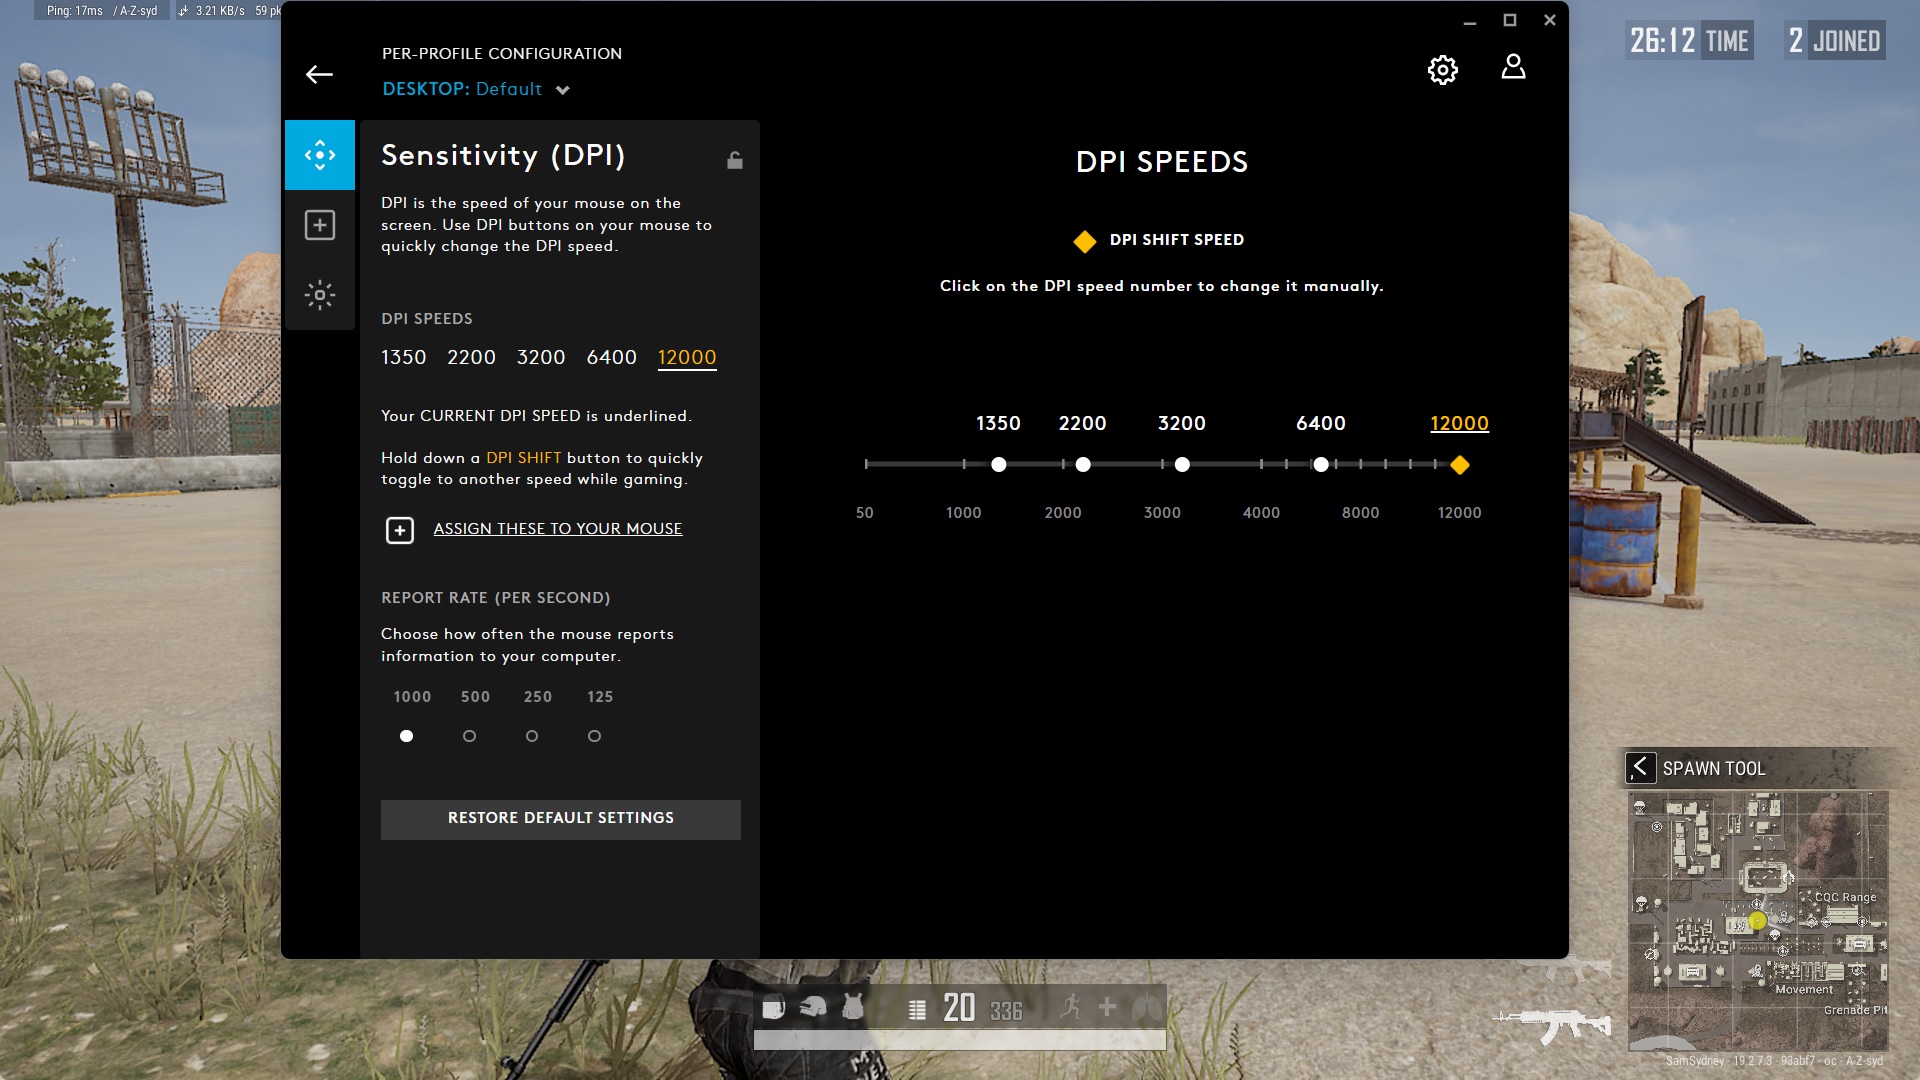 Ping: 17ms / A-Z-syd 3.21 KB/s 59 pk
26:12 TIME 2 JOINED
PER-PROFILE CONFIGURATION
DESKTOP: Default
Sensitivity (DPI)
DPI is the speed of your mouse on the
screen. Use DPI buttons on your mouse to
quickly change the DPI speed.
DPI SPEEDS
1350 2200 3200 6400 12000
Your CURRENT DPI SPEED is underlined.
Hold down a DPI SHIFT button to quickly
toggle to another speed while gaming.
ASSIGN THESE TO YOUR MOUSE
REPORT RATE (PER SECOND)
Choose how often the mouse reports
information to your computer.
1000 500 250 125
RESTORE DEFAULT SETTINGS
DPI SPEEDS
DPI SHIFT SPEED
Click on the DPI speed number to change it manually.
1350 2200 3200 6400 12000
50 1000 2000 3000 4000 8000 12000
SPAWN TOOL
CQC Range
Movement
Grenade Pit
20 336
SamSydney - 19.2.7.3 - 93abf7 - oc - A-Z-syd